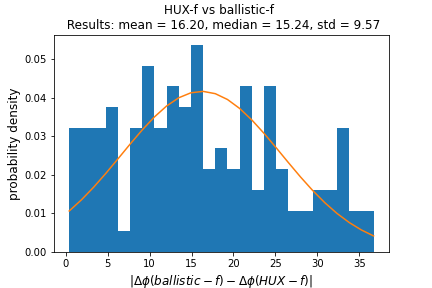 HUX-f vs ballistic-f
Results: mean = 16.20, median = 15.24, std = 9.57
probability density
0.05
0.04
0.03
0.02
0.01
0.00
0 5 10 15 20 25 30 35
|Δϕ(ballistic − f) − Δϕ(HUX − f)|